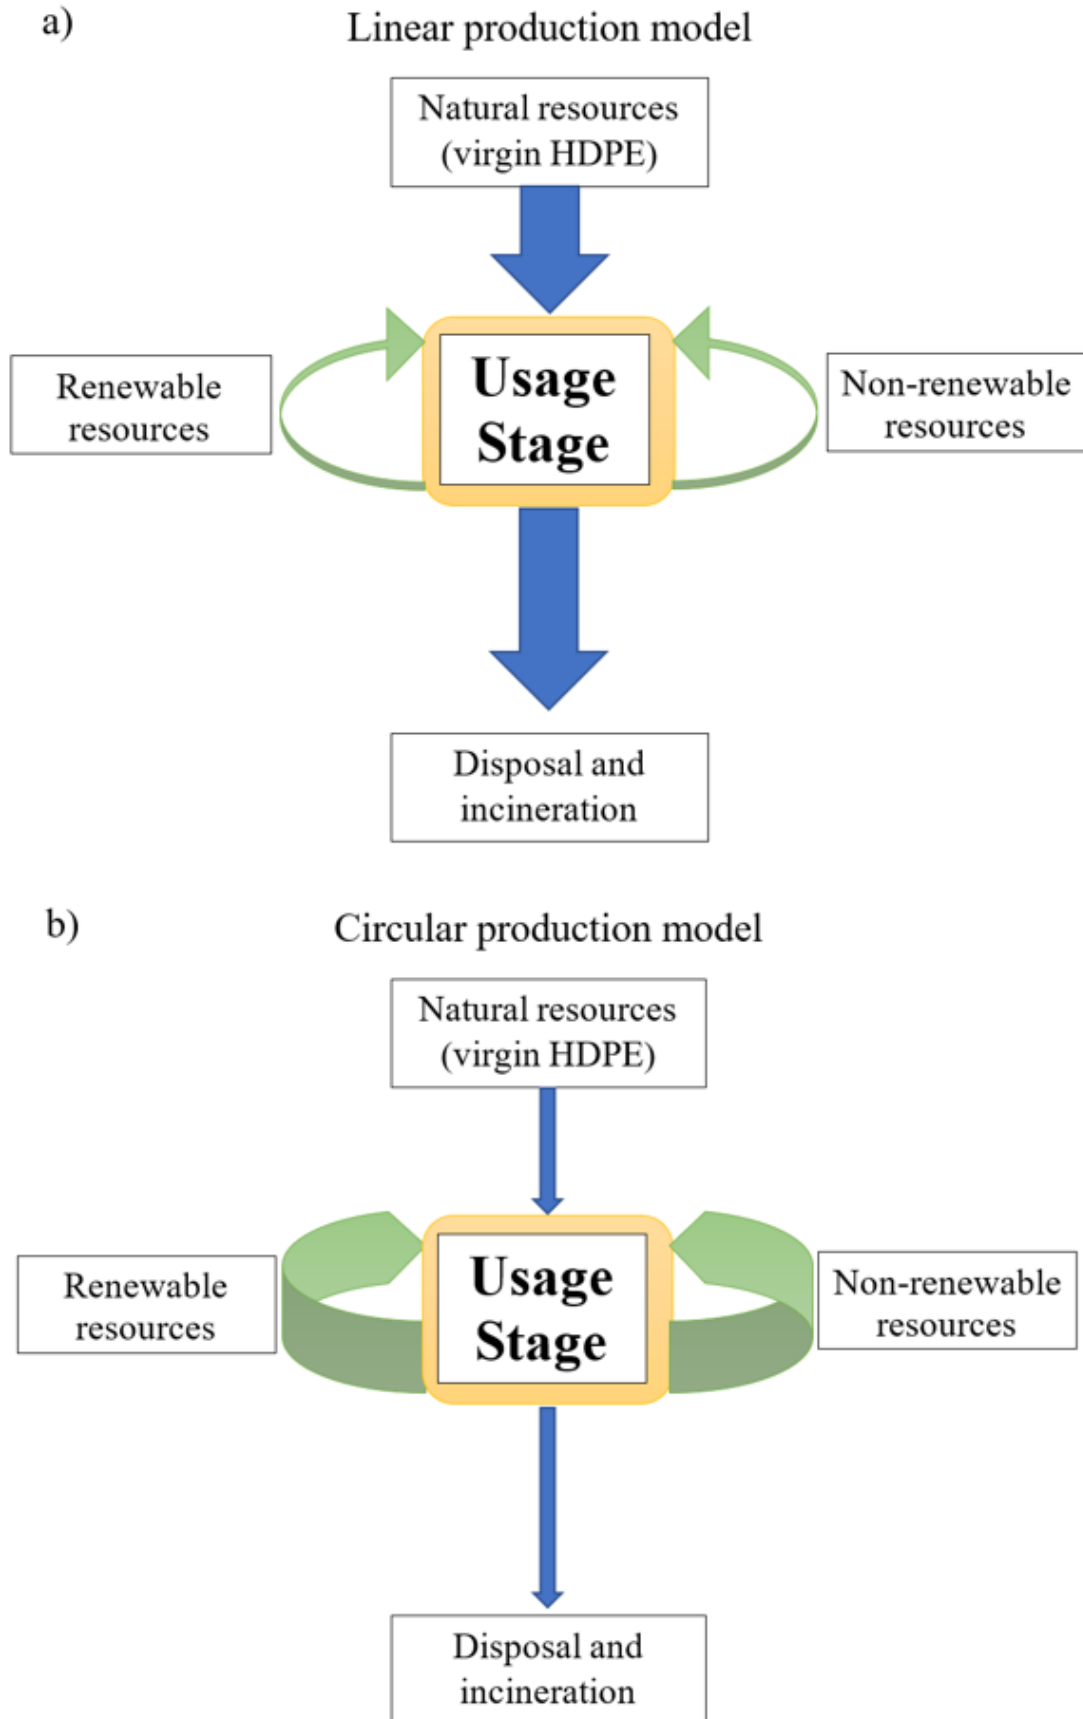 a)
Linear production model
Natural resources
(virgin HDPE)
Renewable
resources
Usage
Stage
Non-renewable
resources
Disposal and
incineration
b)
Circular production model
Natural resources
(virgin HDPE)
Renewable
resources
Usage
Stage
Non-renewable
resources
Disposal and
incineration